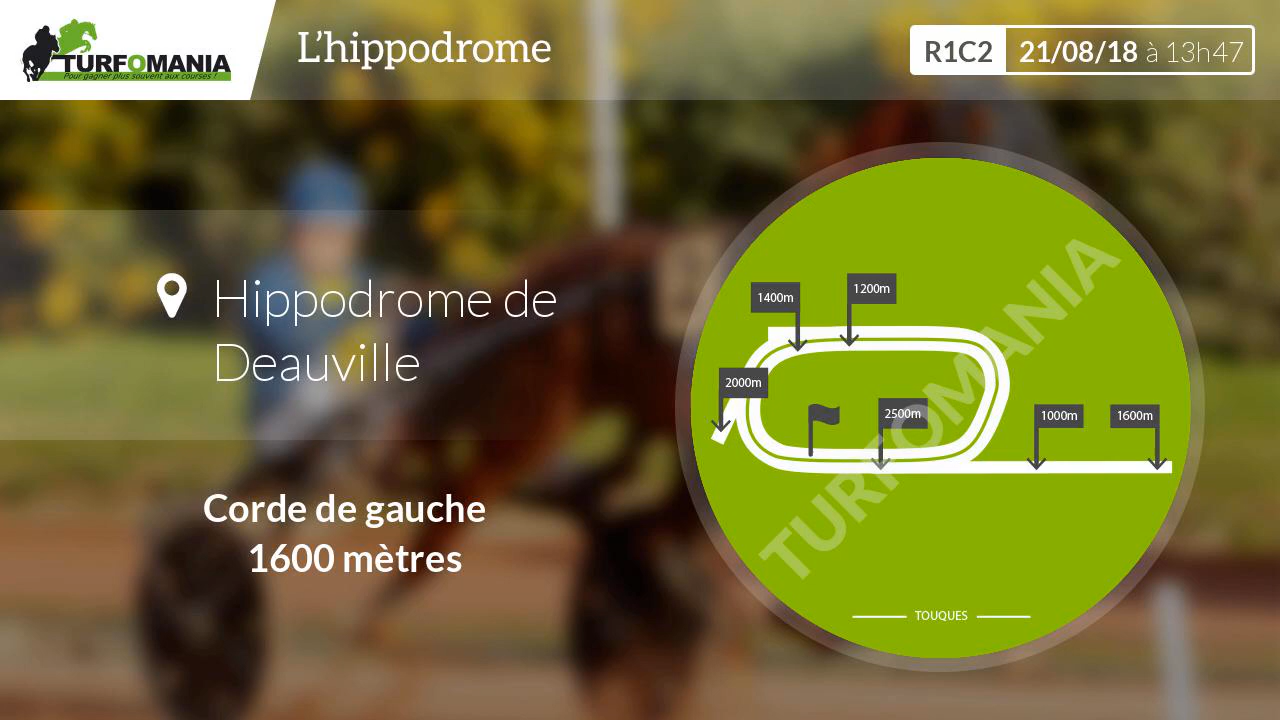 TURFOMANIA
Pour gagner plus souvent aux courses !
L'hippodrome
R1C2 21/08/18 à 13h47
Hippodrome de
Deauville
Corde de gauche
1600 mètres
1400m
1200m
2000m
2500m
1000m
1600m
TURFOMANIA
TOUQUES